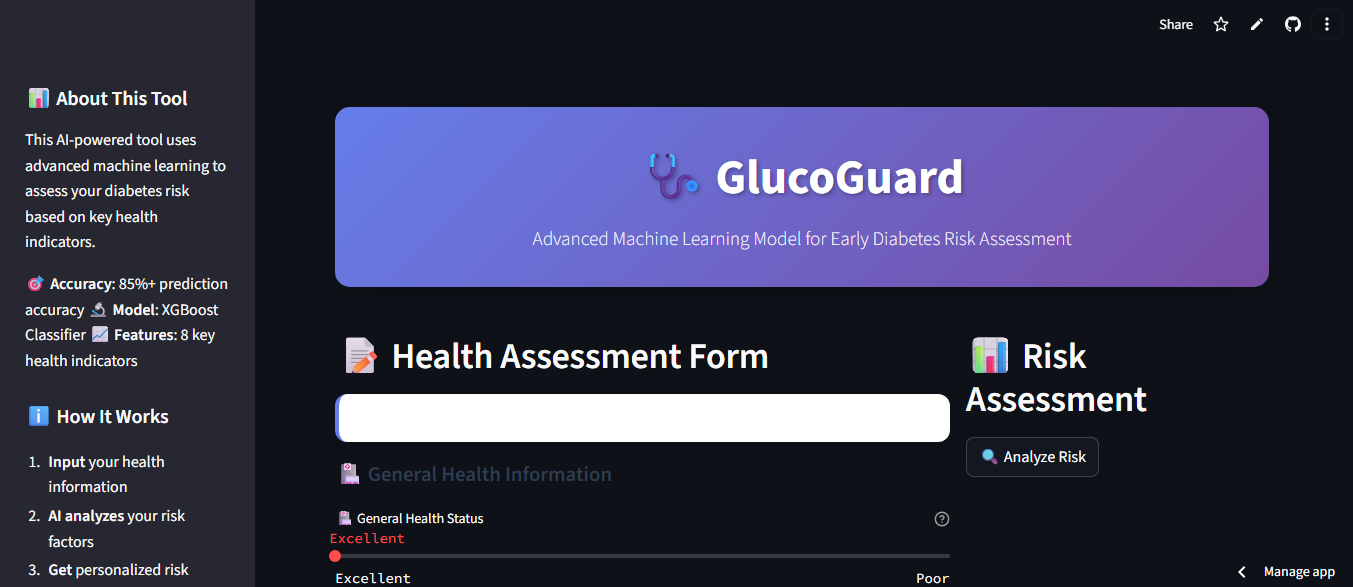 Share
About This Tool
This AI-powered tool uses
advanced machine learning to
assess your diabetes risk
based on key health
indicators.
Accuracy: 85%+ prediction
accuracy Model: XGBoost
Classifier Features: 8 key
health indicators
How It Works
1. Input your health
information
2. AI analyzes your risk
factors
3. Get personalized risk
GlucoGuard
Advanced Machine Learning Model for Early Diabetes Risk Assessment
Health Assessment Form
General Health Information
General Health Status
Excellent
Excellent Poor
Risk
Assessment
Analyze Risk
Manage app